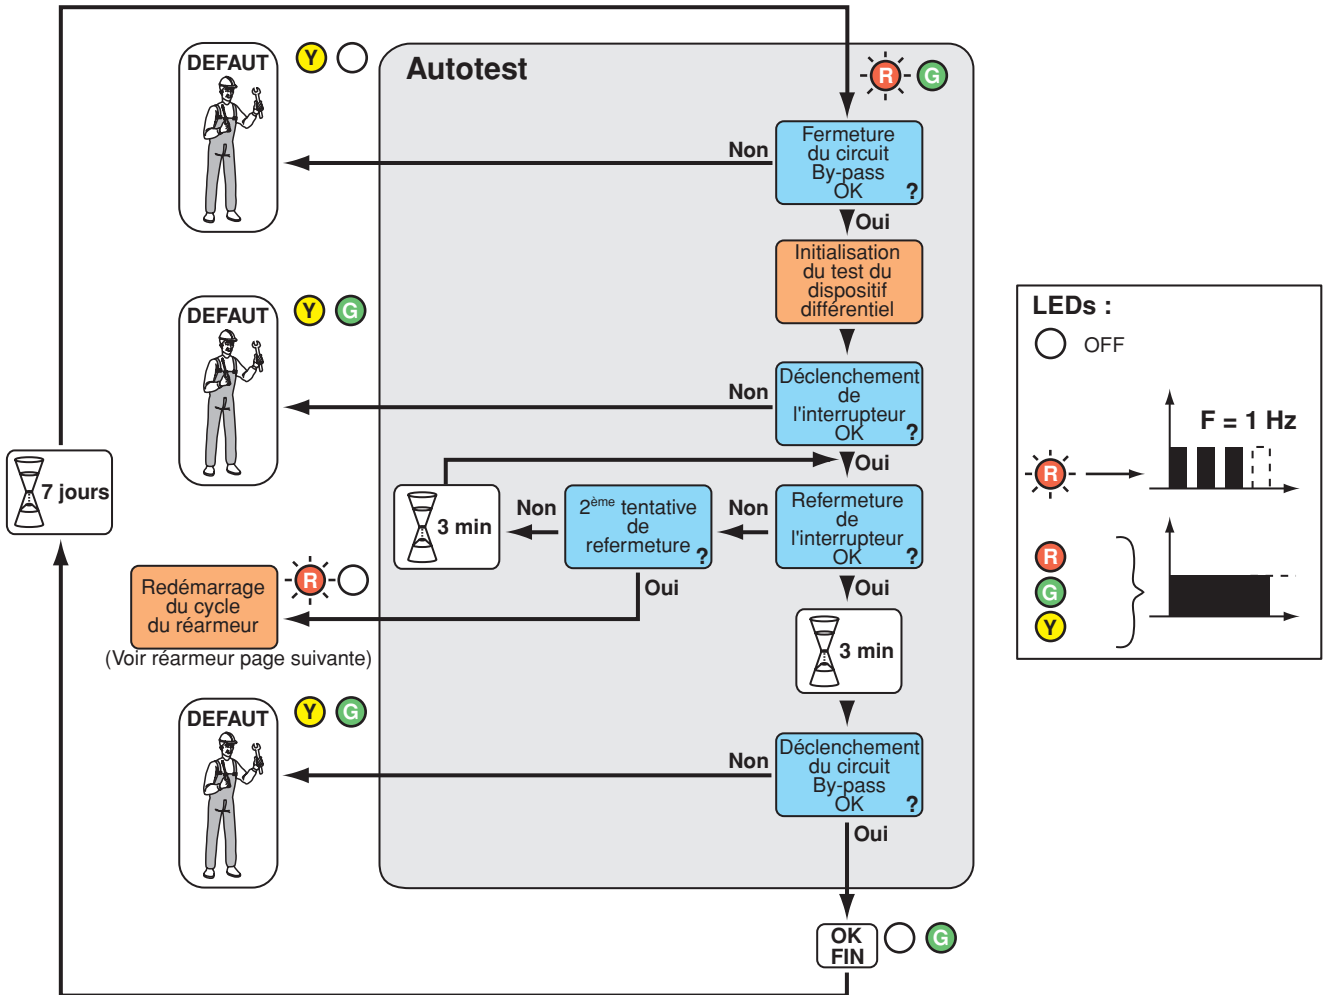 Autotest
DEFAUT
Y
R
G
Fermeture
du circuit
By-pass
OK ?
Non
Oui
Initialisation
du test du
dispositif
différentiel
DEFAUT
Y
G
Déclenchement
de
l'interrupteur
OK ?
Non
Oui
7 jours
3 min
Non
2ème tentative
de
refermeture ?
Non
Refermeture
de
l'interrupteur
OK ?
Oui
Oui
Redémarrage
du cycle
du réarmeur
R
(Voir réarmeur page suivante)
3 min
DEFAUT
Y
G
Déclenchement
du circuit
By-pass
OK ?
Non
Oui
OK
FIN
G
LEDs :
OFF
F = 1 Hz
R
R
G
Y